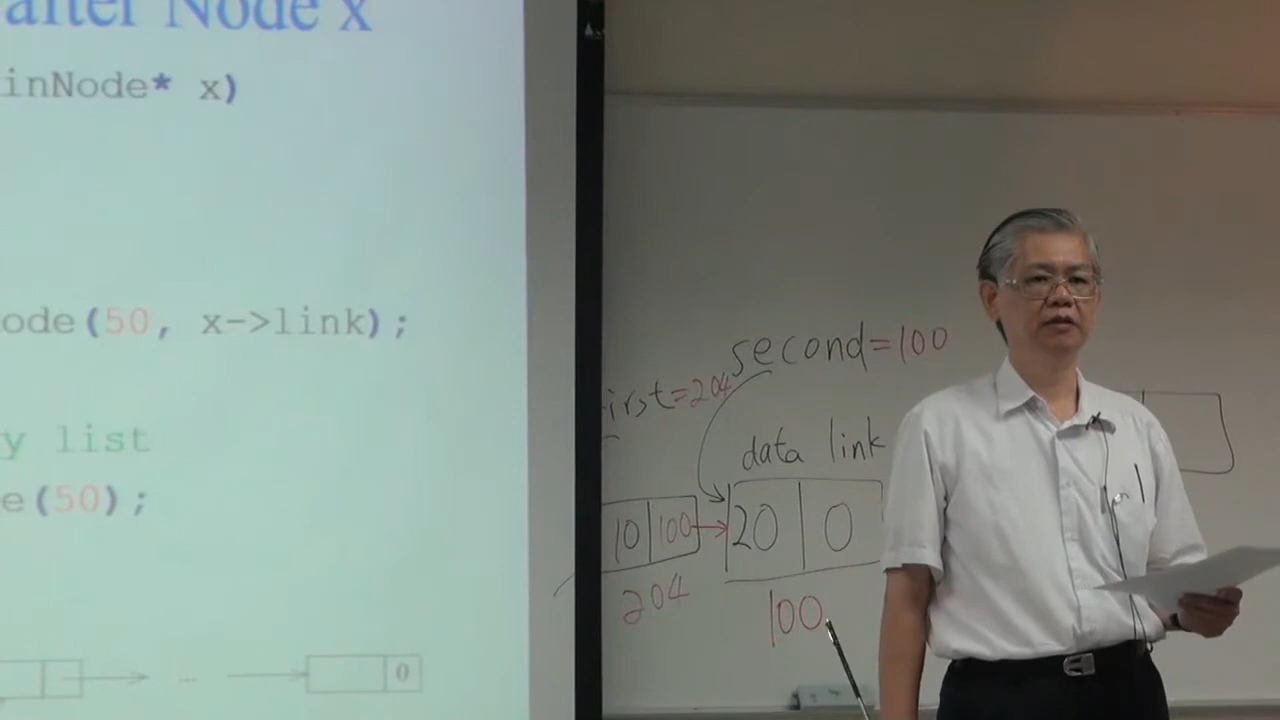 after Node x
inNode* x)
ode(50, x->link);
y list
e(50);
... 0
second=100
irst=204
data link
10 100 20 0
204
100